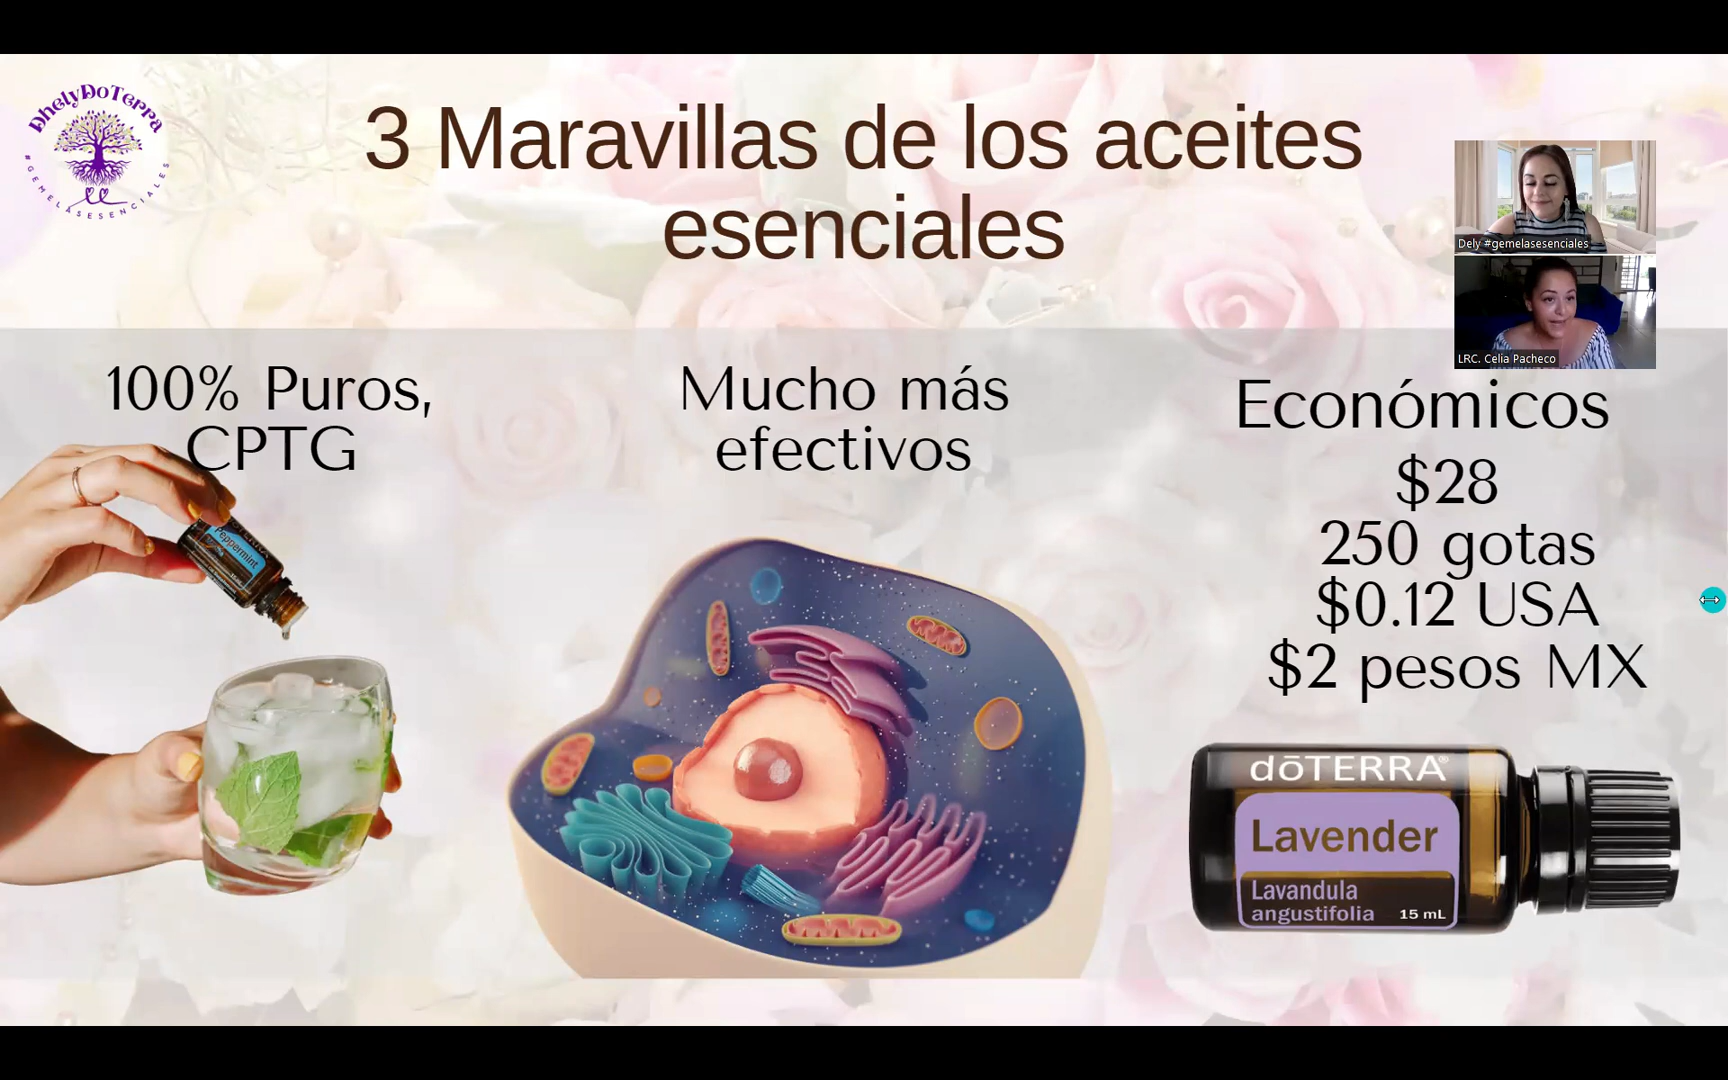 DhelyDoTerra
#GEMELASESENCIALES
3 Maravillas de los aceites
esenciales
Dely #gemelasesenciales
LRC. Celia Pacheco
100% Puros,
CPTG
Peppermint
Mucho más
efectivos
Económicos
$28
250 gotas
$0.12 USA
$2 pesos MX
dōTERRA®
Lavender
Lavandula
angustifolia 15 mL